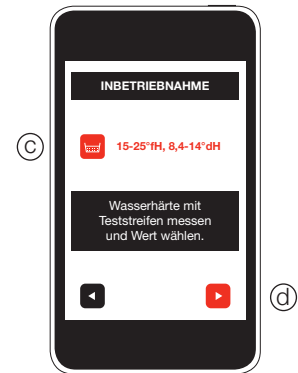 INBETRIEBNAHME
ⓒ 15-25°fH, 8,4-14°dH
Wasserhärte mit
Teststreifen messen
und Wert wählen.
ⓓ